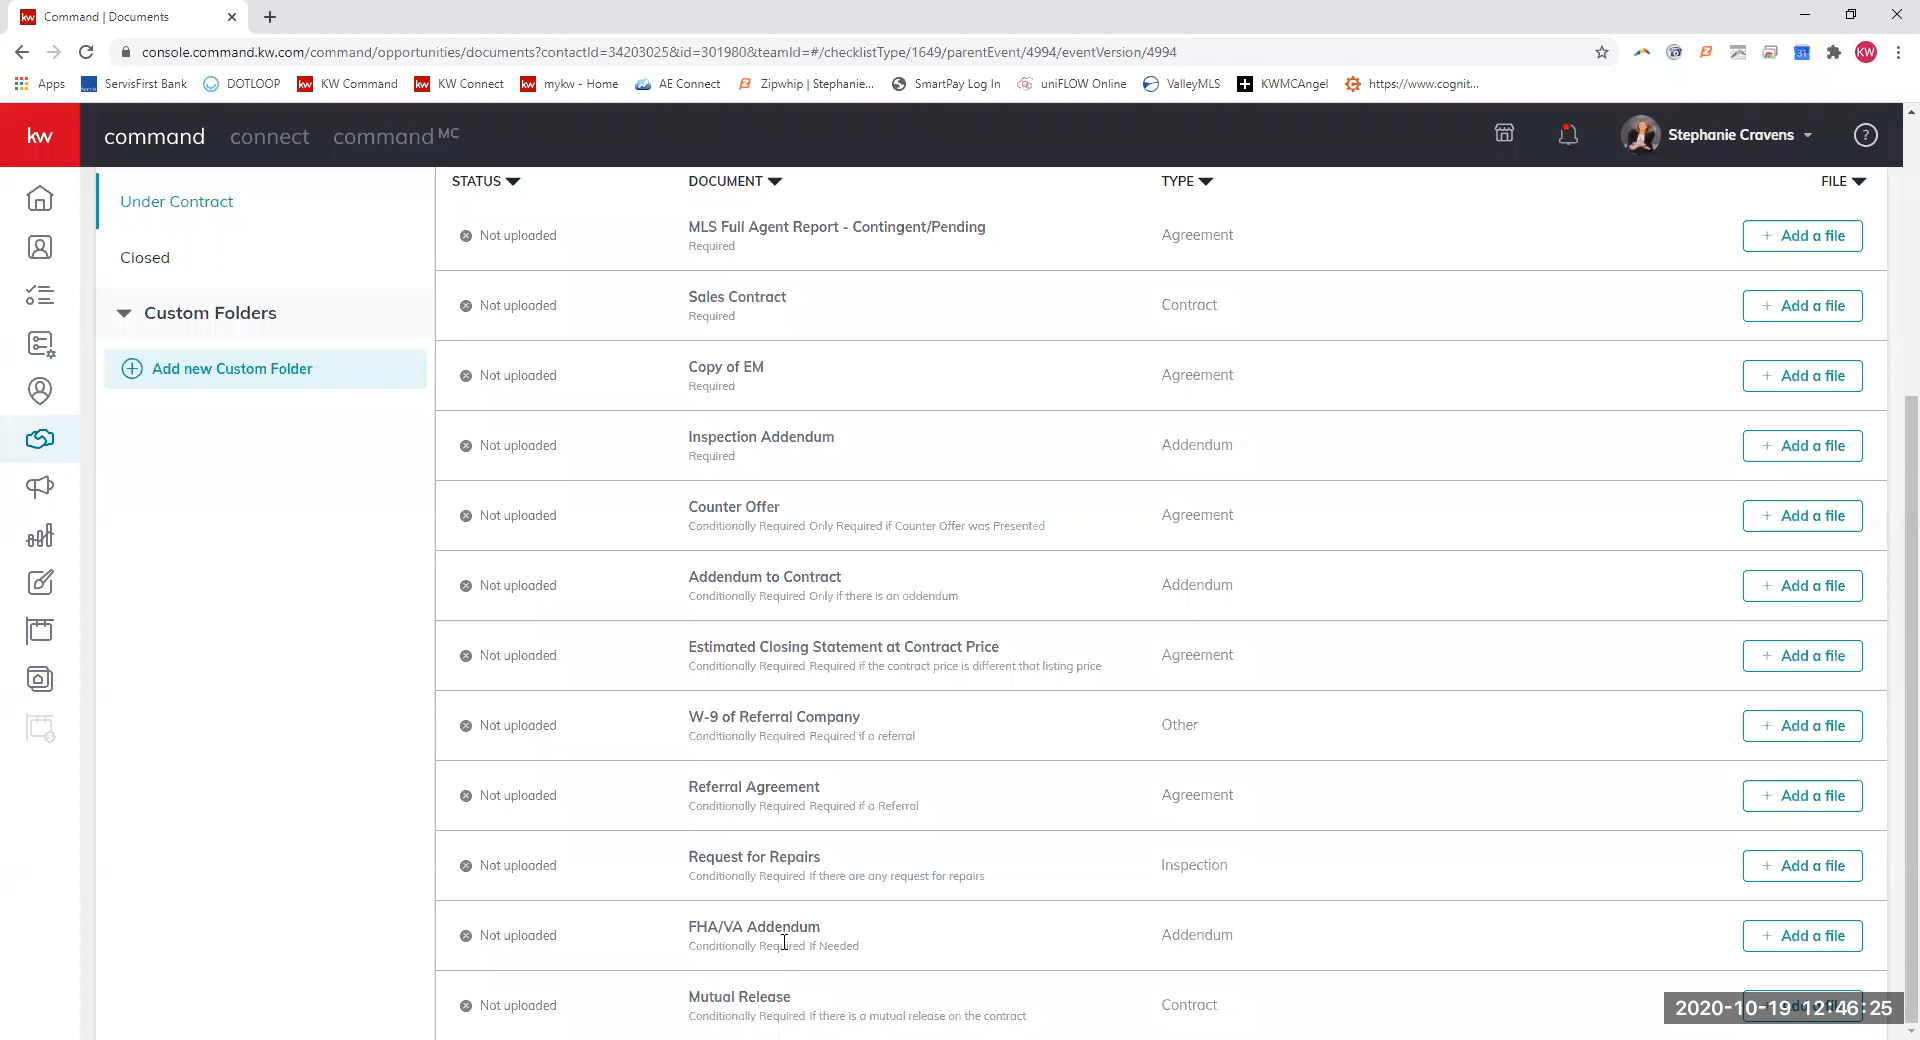 kw Command | Documents
console.command.kw.com/command/opportunities/documents?contactId=34203025&id=301980&teamId=#/checklistType/1649/parentEvent/4994/eventVersion/4994
KW
Apps ServisFirst Bank DOTLOOP kw KW Command kw KW Connect kw mykw - Home AE Connect Zipwhip | Stephanie... SmartPay Log In uniFLOW Online ValleyMLS KWMCAngel https://www.cognit...
kw command connect command MC Stephanie Cravens ?
Under Contract
Closed
Custom Folders
Add new Custom Folder
STATUS DOCUMENT TYPE FILE
Not uploaded MLS Full Agent Report - Contingent/Pending Agreement + Add a file
Required
Not uploaded Sales Contract Contract + Add a file
Required
Not uploaded Copy of EM Agreement + Add a file
Required
Not uploaded Inspection Addendum Addendum + Add a file
Required
Not uploaded Counter Offer Agreement + Add a file
Conditionally Required Only Required if Counter Offer was Presented
Not uploaded Addendum to Contract Addendum + Add a file
Conditionally Required Only if there is an addendum
Not uploaded Estimated Closing Statement at Contract Price Agreement + Add a file
Conditionally Required Required if the contract price is different that listing price
Not uploaded W-9 of Referral Company Other + Add a file
Conditionally Required Required if a referral
Not uploaded Referral Agreement Agreement + Add a file
Conditionally Required Required if a Referral
Not uploaded Request for Repairs Inspection + Add a file
Conditionally Required If there are any request for repairs
Not uploaded FHA/VA Addendum Addendum + Add a file
Conditionally Required If Needed
Not uploaded Mutual Release Contract
Conditionally Required If there is a mutual release on the contract
2020-10-19 12:46:25